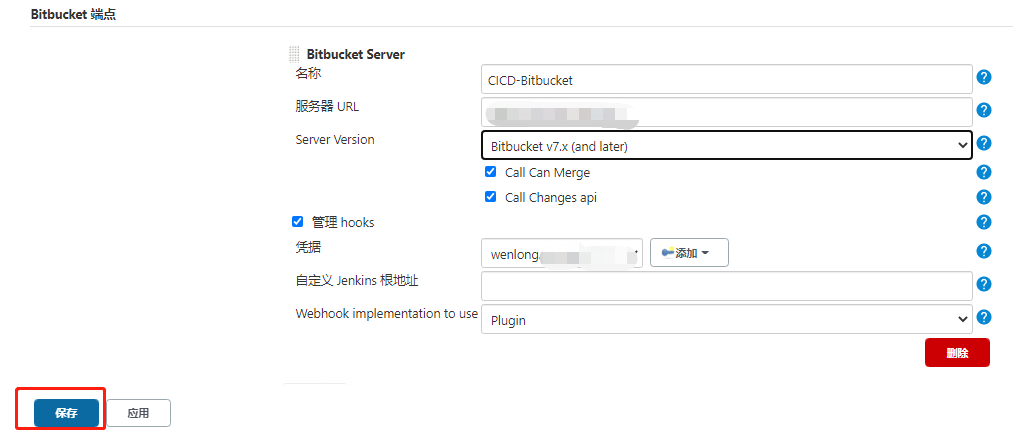 Bitbucket 端点
Bitbucket Server
名称
CICD-Bitbucket
服务器 URL
Server Version
Bitbucket v7.x (and later)
Call Can Merge
Call Changes api
管理 hooks
凭据
wenlong
添加
自定义 Jenkins 根地址
Webhook implementation to use
Plugin
删除
保存
应用